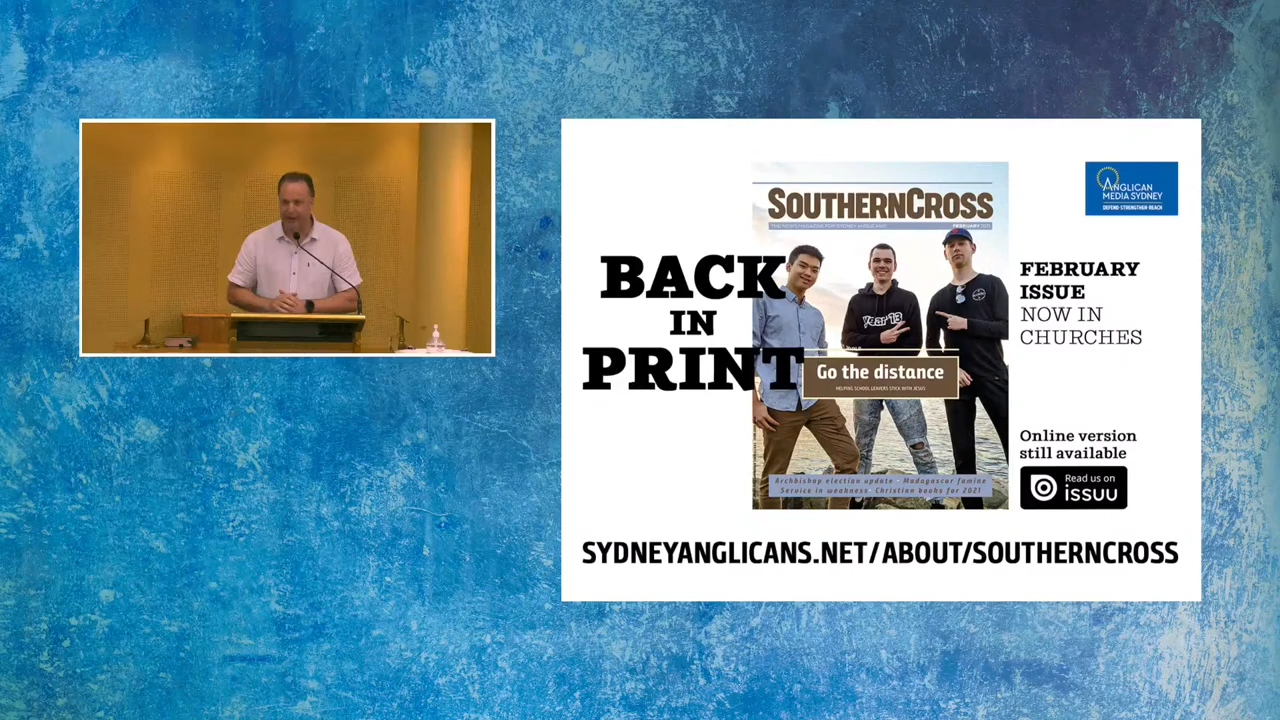 BACK
IN
PRINT
SOUTHERNCROSS
THE NEWS MAGAZINE FOR SYDNEY ANGLICANS
FEBRUARY 2021
year13
Go the distance
HELPING SCHOOL LEAVERS STICK WITH JESUS
Archbishop election update • Madagascar famine
Service in weakness • Christian books for 2021
ANGLICAN
MEDIA SYDNEY
DEFEND•STRENGTHEN•REACH
FEBRUARY
ISSUE
NOW IN
CHURCHES
Online version
still available
Read us on
issuu
SYDNEYANGLICANS.NET/ABOUT/SOUTHERNCROSS